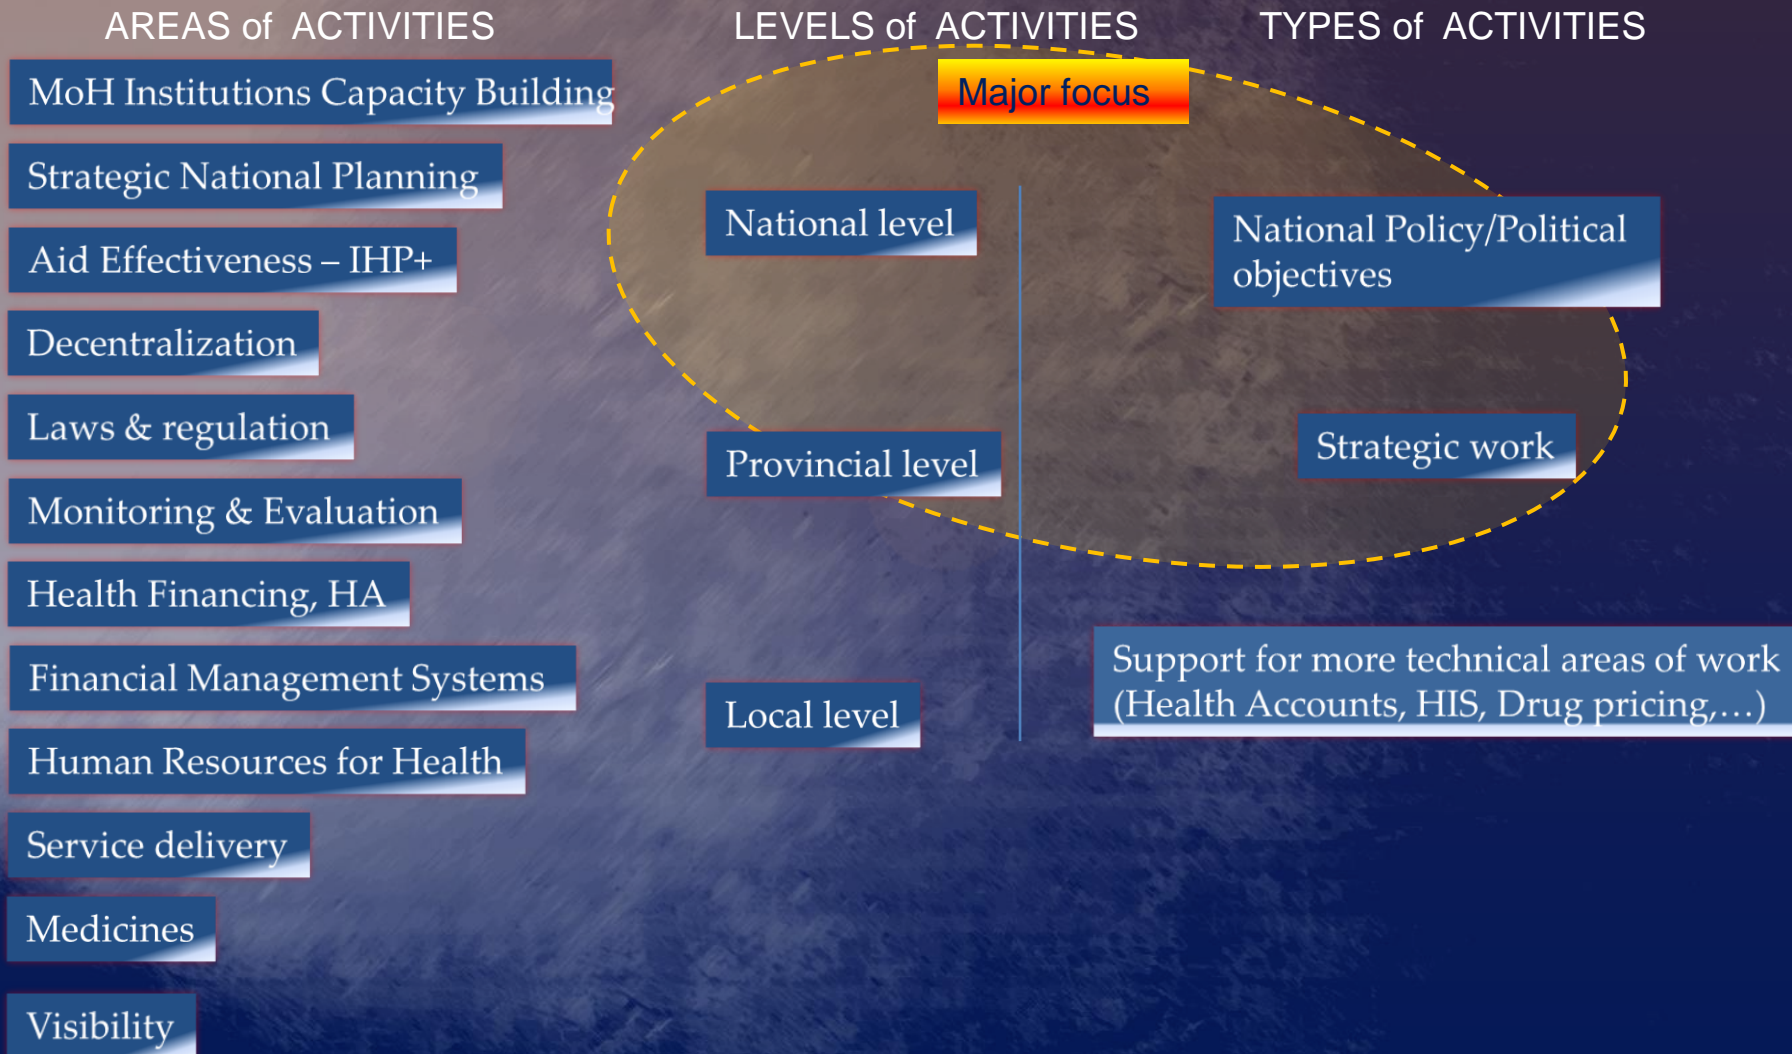 AREAS of ACTIVITIES
MoH Institutions Capacity Building
Strategic National Planning
Aid Effectiveness – IHP+
Decentralization
Laws & regulation
Monitoring & Evaluation
Health Financing, HA
Financial Management Systems
Human Resources for Health
Service delivery
Medicines
Visibility
LEVELS of ACTIVITIES
Major focus
National level
Provincial level
Local level
TYPES of ACTIVITIES
National Policy/Political
objectives
Strategic work
Support for more technical areas of work
(Health Accounts, HIS, Drug pricing,…)